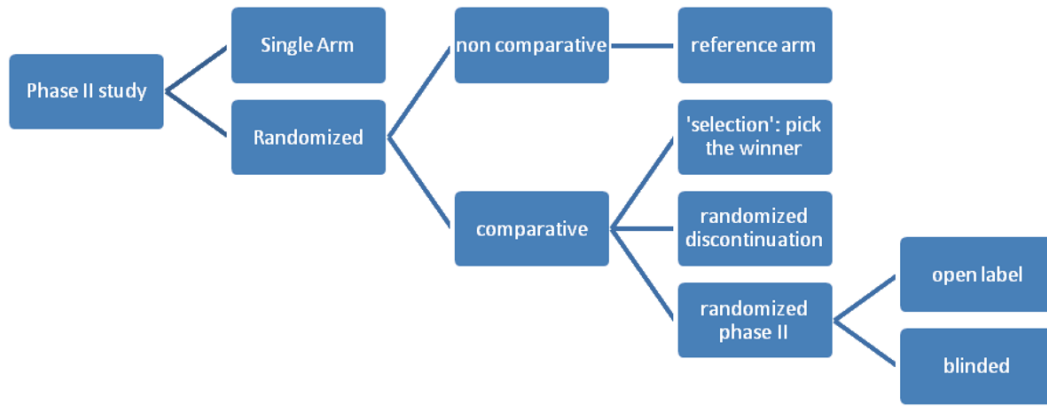 Phase II study
Single Arm
Randomized
non comparative
comparative
reference arm
'selection': pick
the winner
randomized
discontinuation
randomized
phase II
open label
blinded